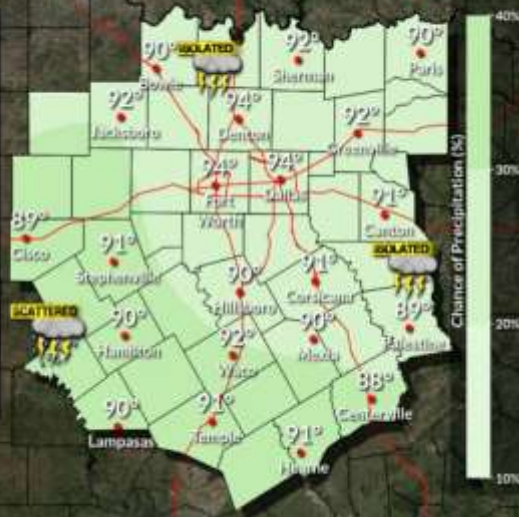 90°
Bowie
ISOLATED
92°
Sherman
90°
Paris
92°
Jacksboro
94°
Denton
92°
Greenville
94°
Fort
Worth
94°
Dallas
91°
Canton
89°
Cisco
91°
Stephenville
ISOLATED
90°
Hillsboro
91°
Corsicana
89°
Palestine
SCATTERED
90°
Hamilton
92°
Waco
90°
Mexia
88°
Centerville
90°
Lampasas
91°
Temple
91°
Hearne
40%
30%
20%
10%
Chance of Precipitation (%)